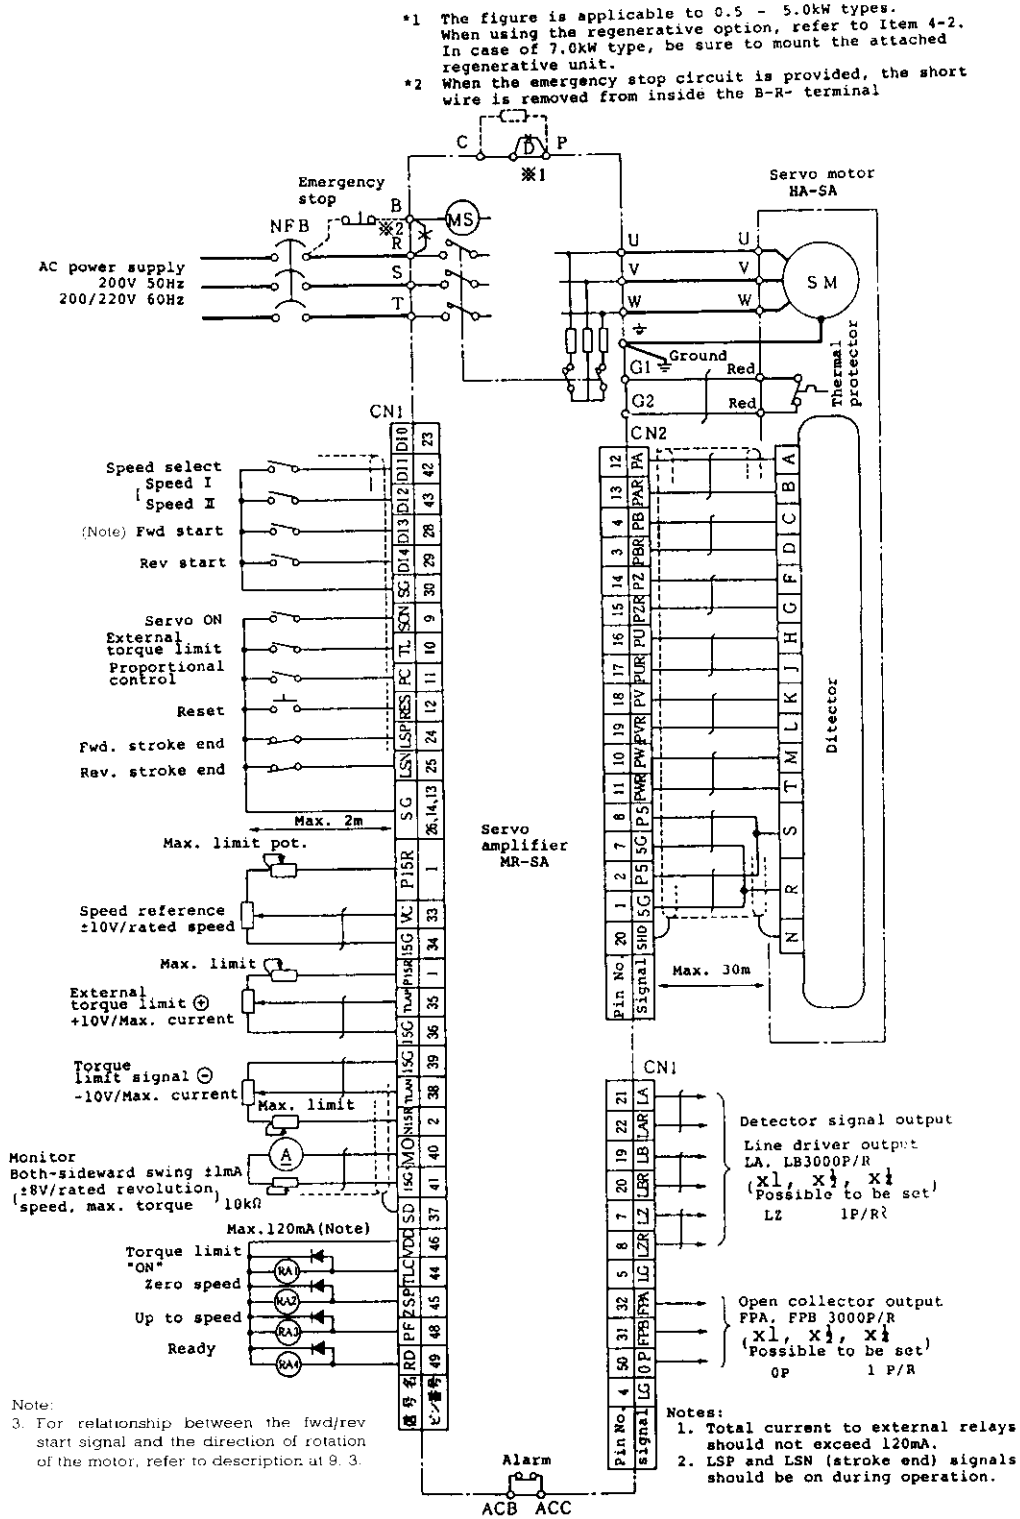 *1 The figure is applicable to 0.5 - 5.0kW types.
When using the regenerative option, refer to Item 4-2.
In case of 7.0kW type, be sure to mount the attached
regenerative unit.
*2 When the emergency stop circuit is provided, the short
wire is removed from inside the B-R- terminal
C D P
※1
Servo motor
HA-SA
Emergency
stop
B
MS
NFB
※2
R
S
T
AC power supply
200V 50Hz
200/220V 60Hz
U U
V V
W W
SM
Ground
G1 Red
G2 Red
Thermal
protector
CN1
DI0 23
Speed select
Speed I
DI1 42
Speed II
DI2 43
(Note) Fwd start
DI3 28
Rev start
DI4 29
SG 30
Servo ON
SON 9
External
torque limit
TL 10
Proportional
control
PC 11
Reset
RES 12
Fwd. stroke end
LSP 24
Rev. stroke end
LSN 25
SG 26,14,13
Max. 2m
Max. limit pot.
P15R 1
Speed reference
±10V/rated speed
VC 33
15G 34
Max. limit
P15R 1
External
torque limit ⊕
+10V/Max. current
TLAP 35
15G 36
15G 39
Torque
limit signal ⊖
-10V/Max. current
TLAN 38
Max. limit
N15R 2
A
MO 40
Monitor
Both-sideward swing ±1mA
(±8V/rated revolution
speed, max. torque)
10kΩ
15G 41
SD 37
Max.120mA(Note)
VDD 46
Torque limit
"ON"
RA1
TLC 44
Zero speed
RA2
ZSP 45
Up to speed
RA3
PF 48
Ready
RA4
RD 49
信号名 ピン番号
Servo
amplifier
MR-SA
CN2
12 PA A
13 PAR B
4 PB C
3 PBR D
14 PZ F
15 PZR G
16 PU H
17 PUR J
18 PV K
19 PVR L
10 PW M
11 PWR T
8 P5 S
7 5G
2 P5 R
1 5G
20 SHD N
Pin No. Signal
Max. 30m
Ditector
CN1
21 LA
22 LAR
19 LB
20 LBR
7 LZ
8 LZR
5 LG
32 FPA
31 FPB
50 OP
4 LG
Pin No. signal
Detector signal output
Line driver output
LA, LB3000P/R
(X1, X½, X¼
Possible to be set)
LZ 1P/R
Open collector output
FPA, FPB 3000P/R
(X1, X½, X¼
Possible to be set)
OP 1 P/R
Note:
3. For relationship between the fwd/rev
start signal and the direction of rotation
of the motor, refer to description at 9. 3.
Alarm
ACB ACC
Notes:
1. Total current to external relays
should not exceed 120mA.
2. LSP and LSN (stroke end) signals
should be on during operation.